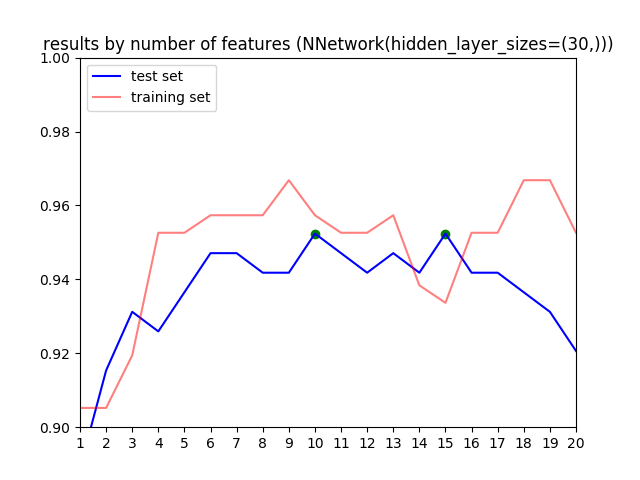 results by number of features (NNetwork(hidden_layer_sizes=(30,)))
1.00
test set
training set
0.98
0.96
0.94
0.92
0.90
1 2 3 4 5 6 7 8 9 10 11 12 13 14 15 16 17 18 19 20